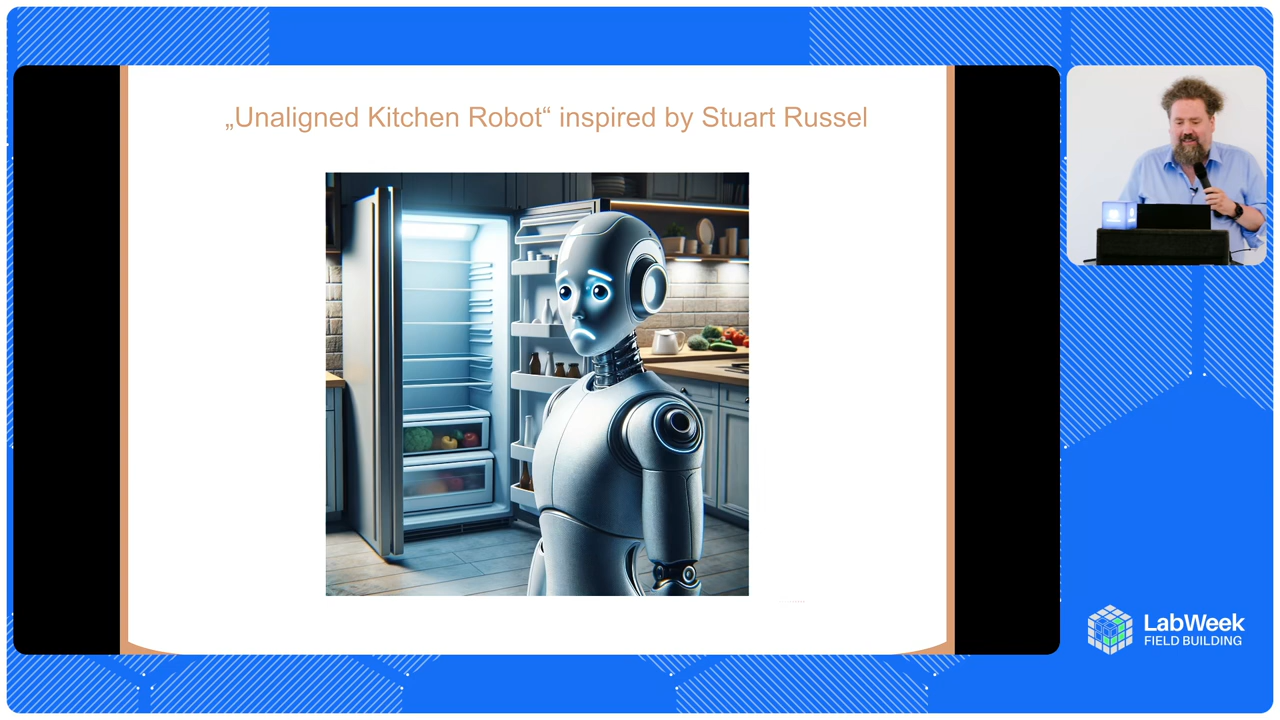 „Unaligned Kitchen Robot“ inspired by Stuart Russel
LabWeek
FIELD BUILDING